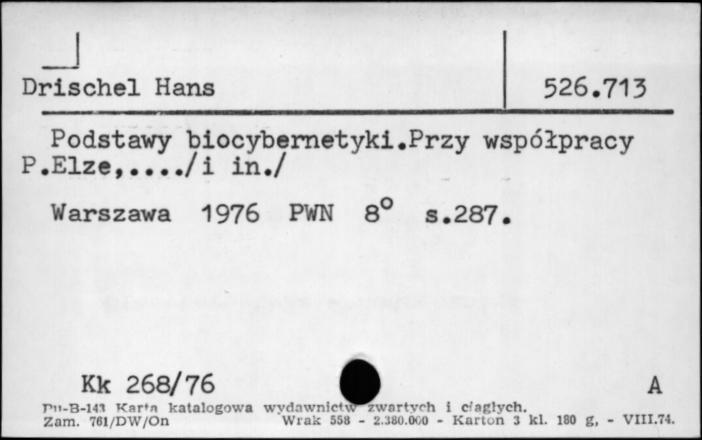 Drischel Hans 526.713
Podstawy biocybernetyki.Przy współpracy
P.Elze,..../i in./
Warszawa 1976 PWN 8° s.287.
Kk 268/76 A
Pu-B-143 Karta katalogowa wydawnictw zwartych i ciągłych.
Zam. 761/DW/On Wrak 558 - 2.380.000 - Karton 3 kl. 180 g, - VIII.74.